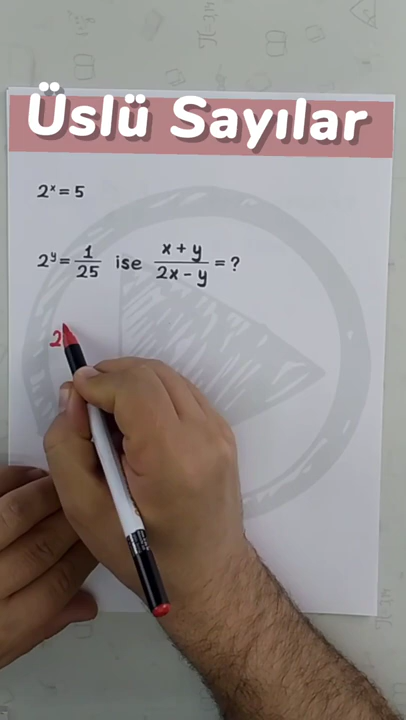 Üslü Sayılar
2ˣ = 5
2ʸ = 1/25 ise (x + y)/(2x - y) = ?
2